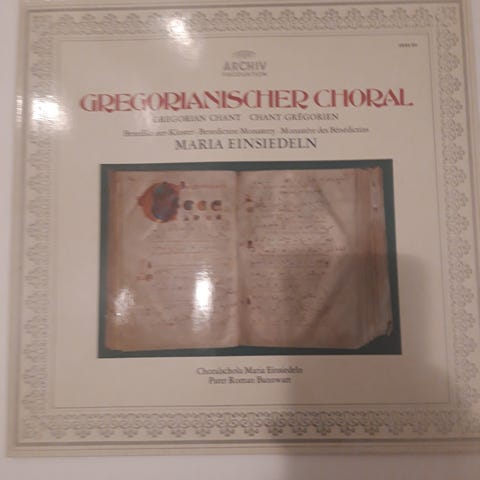 ARCHIV
PRODUKTION
GREGORIANISCHER CHORAL
GREGORIAN CHANT CHANT GRÉGORIEN
Benediktiner-Kloster · Benedictine Monastery · Monastère des Bénédictins
MARIA EINSIEDELN
Choralschola Maria Einsiedeln
Pater Roman Bannwart